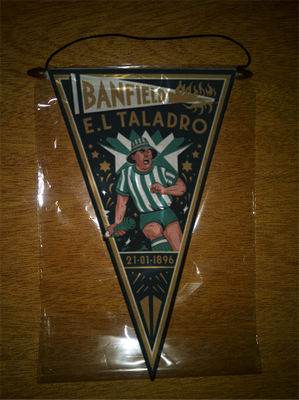 BANFIELD
E.L TALADRO
21-01-1896